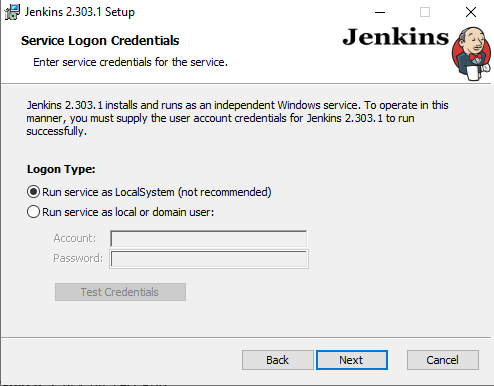 Jenkins 2.303.1 Setup
Service Logon Credentials
Enter service credentials for the service.
Jenkins
Jenkins 2.303.1 installs and runs as an independent Windows service. To operate in this
manner, you must supply the user account credentials for Jenkins 2.303.1 to run
successfully.
Logon Type:
Run service as LocalSystem (not recommended)
Run service as local or domain user:
Account:
Password:
Test Credentials
Back
Next
Cancel